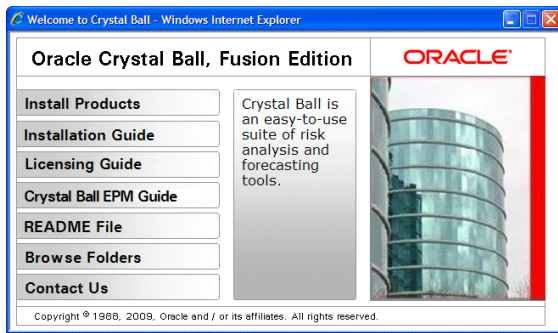 Welcome to Crystal Ball - Windows Internet Explorer
Oracle Crystal Ball, Fusion Edition
ORACLE®
Install Products
Installation Guide
Licensing Guide
Crystal Ball EPM Guide
README File
Browse Folders
Contact Us
Crystal Ball is
an easy-to-use
suite of risk
analysis and
forecasting
tools.
Copyright © 1988, 2009, Oracle and / or its affiliates. All rights reserved.